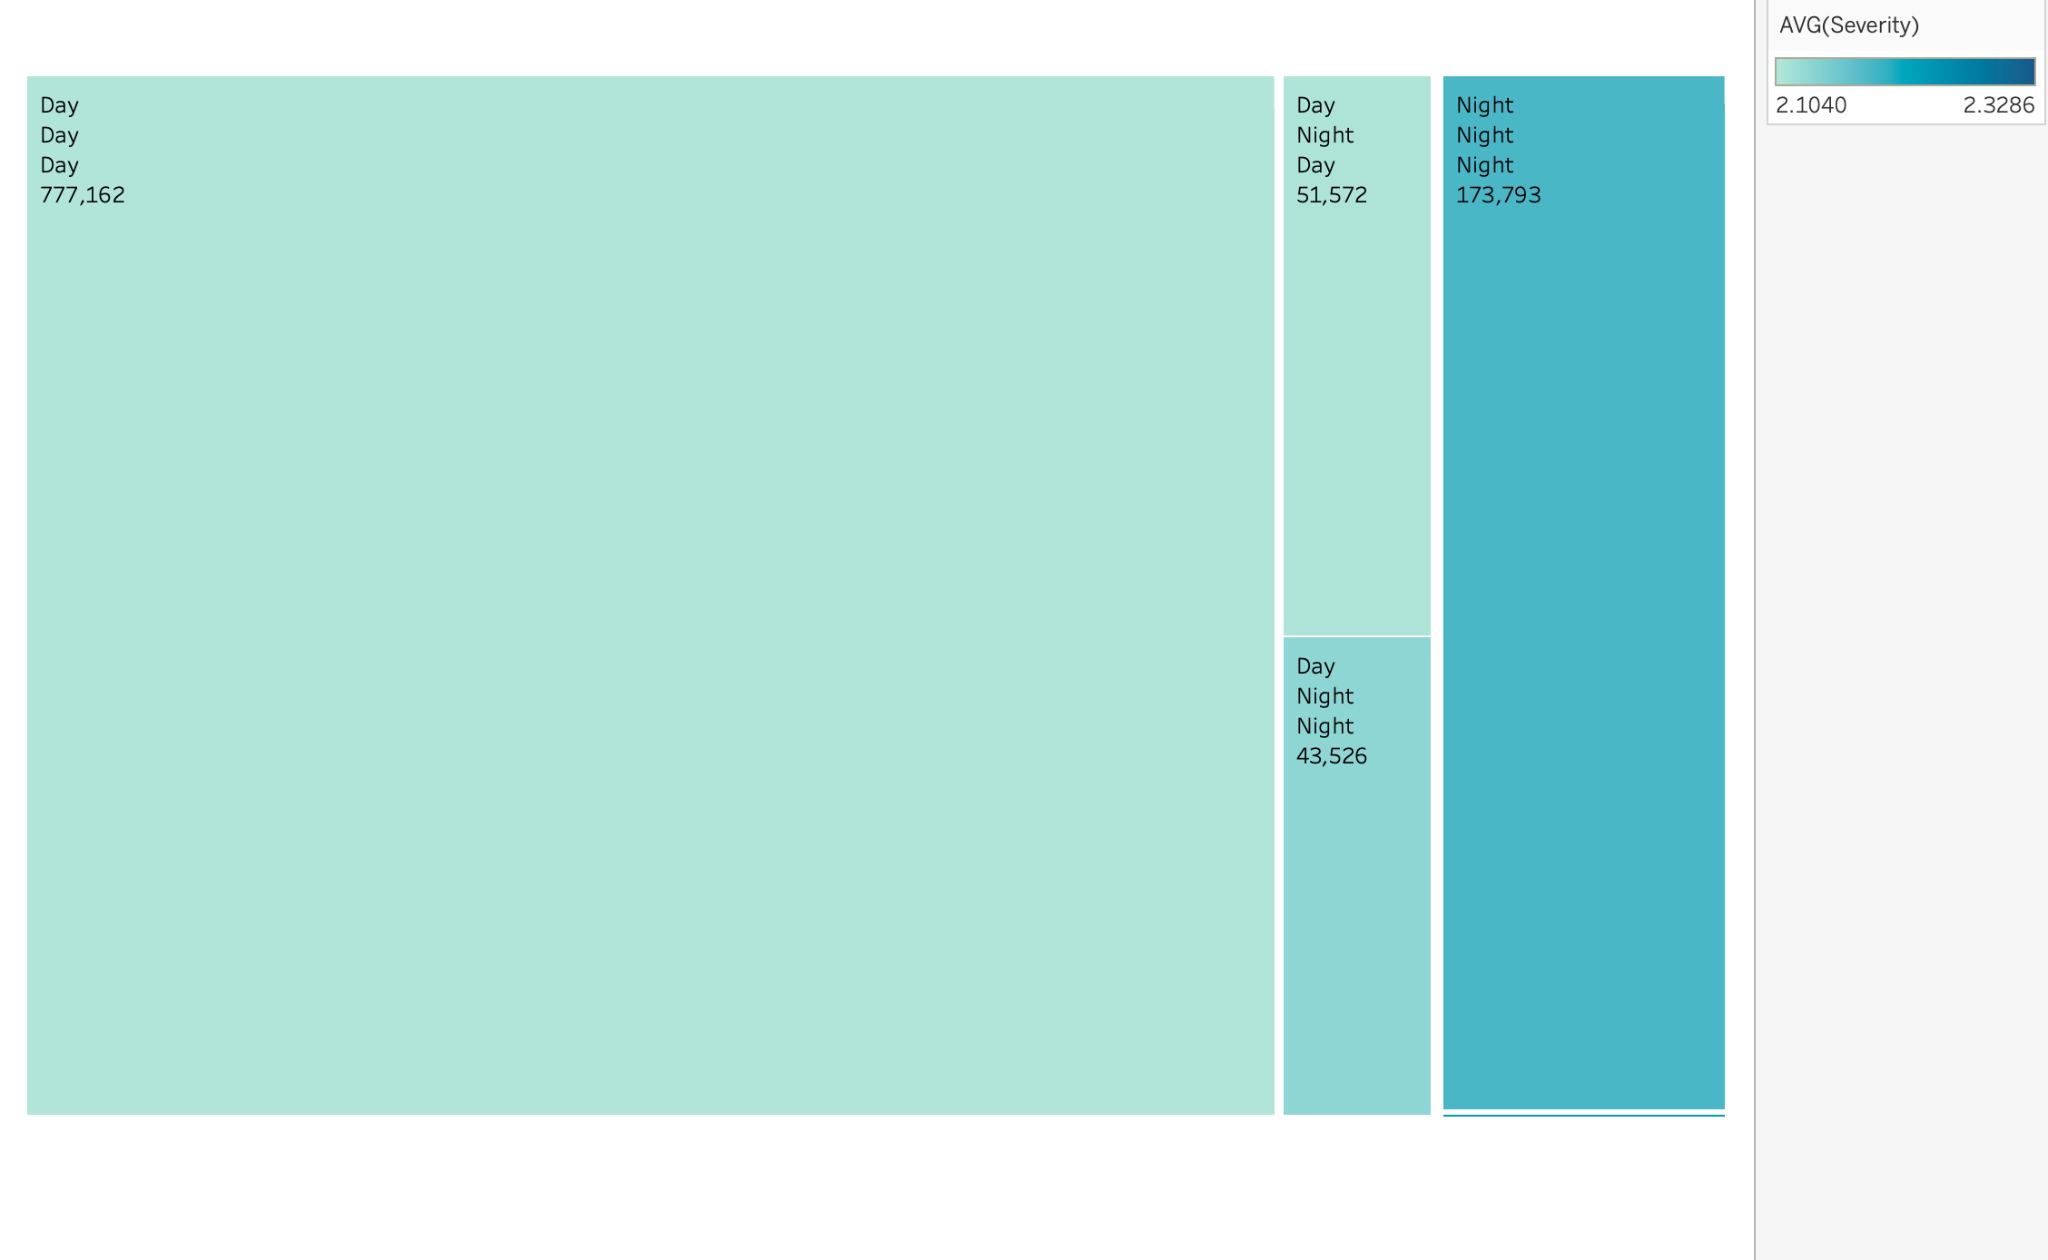 Day
Day
Day
777,162
Day
Night
Day
51,572
Day
Night
Night
43,526
Night
Night
Night
173,793
AVG(Severity)
2.1040 2.3286